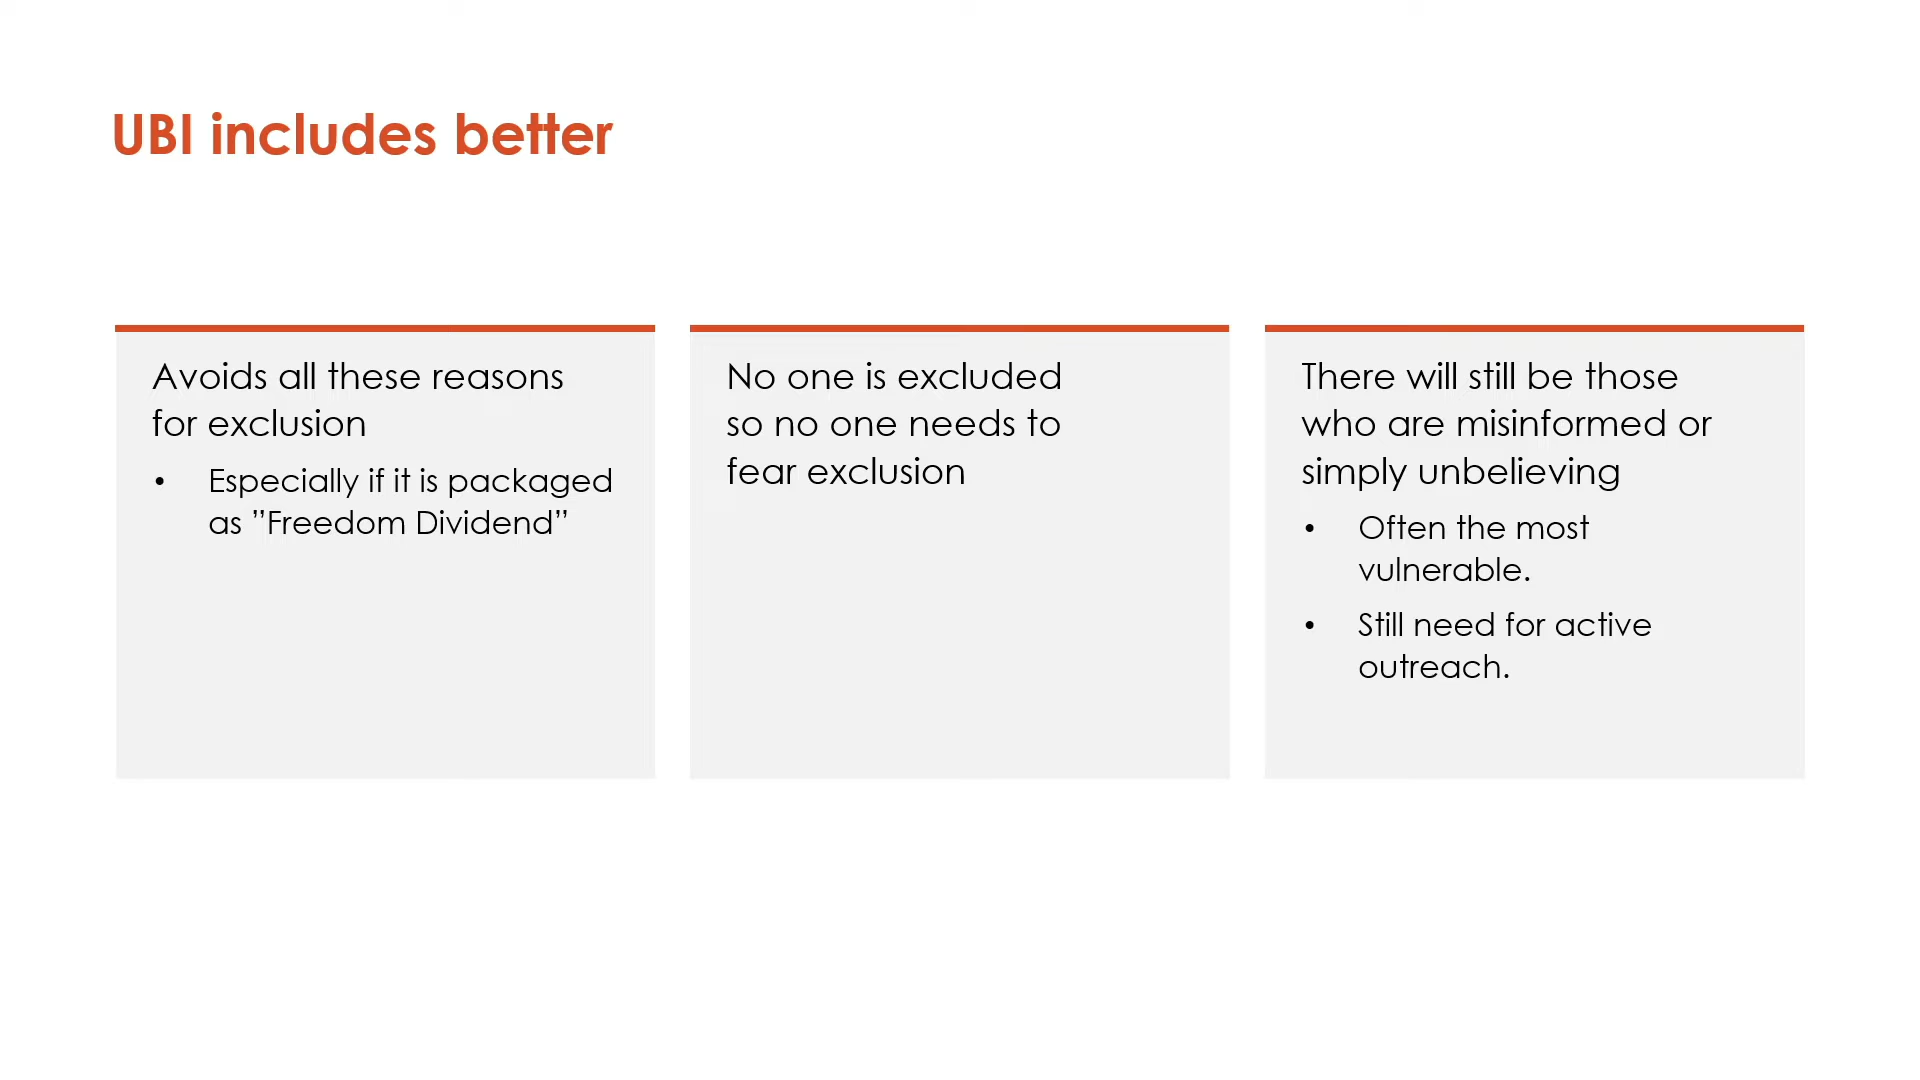 UBI includes better
Avoids all these reasons
for exclusion
• Especially if it is packaged
as ”Freedom Dividend”
No one is excluded
so no one needs to
fear exclusion
There will still be those
who are misinformed or
simply unbelieving
• Often the most
vulnerable.
• Still need for active
outreach.